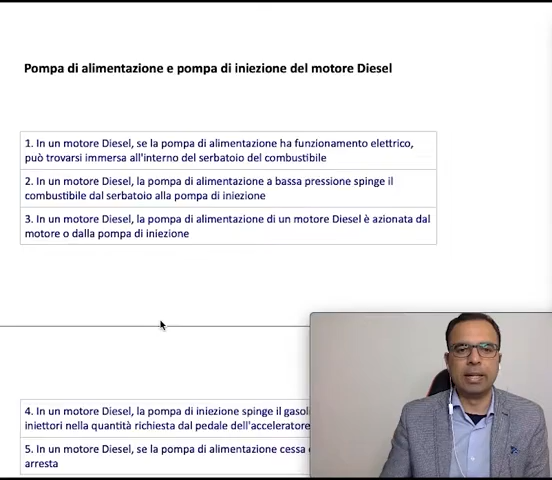 Pompa di alimentazione e pompa di iniezione del motore Diesel
1. In un motore Diesel, se la pompa di alimentazione ha funzionamento elettrico,
può trovarsi immersa all'interno del serbatoio del combustibile
2. In un motore Diesel, la pompa di alimentazione a bassa pressione spinge il
combustibile dal serbatoio alla pompa di iniezione
3. In un motore Diesel, la pompa di alimentazione di un motore Diesel è azionata dal
motore o dalla pompa di iniezione
4. In un motore Diesel, la pompa di iniezione spinge il
iniettori nella quantità richiesta dal pedale dell'acceleratore
5. In un motore Diesel, se la pompa di alimentazione cessa
arresta